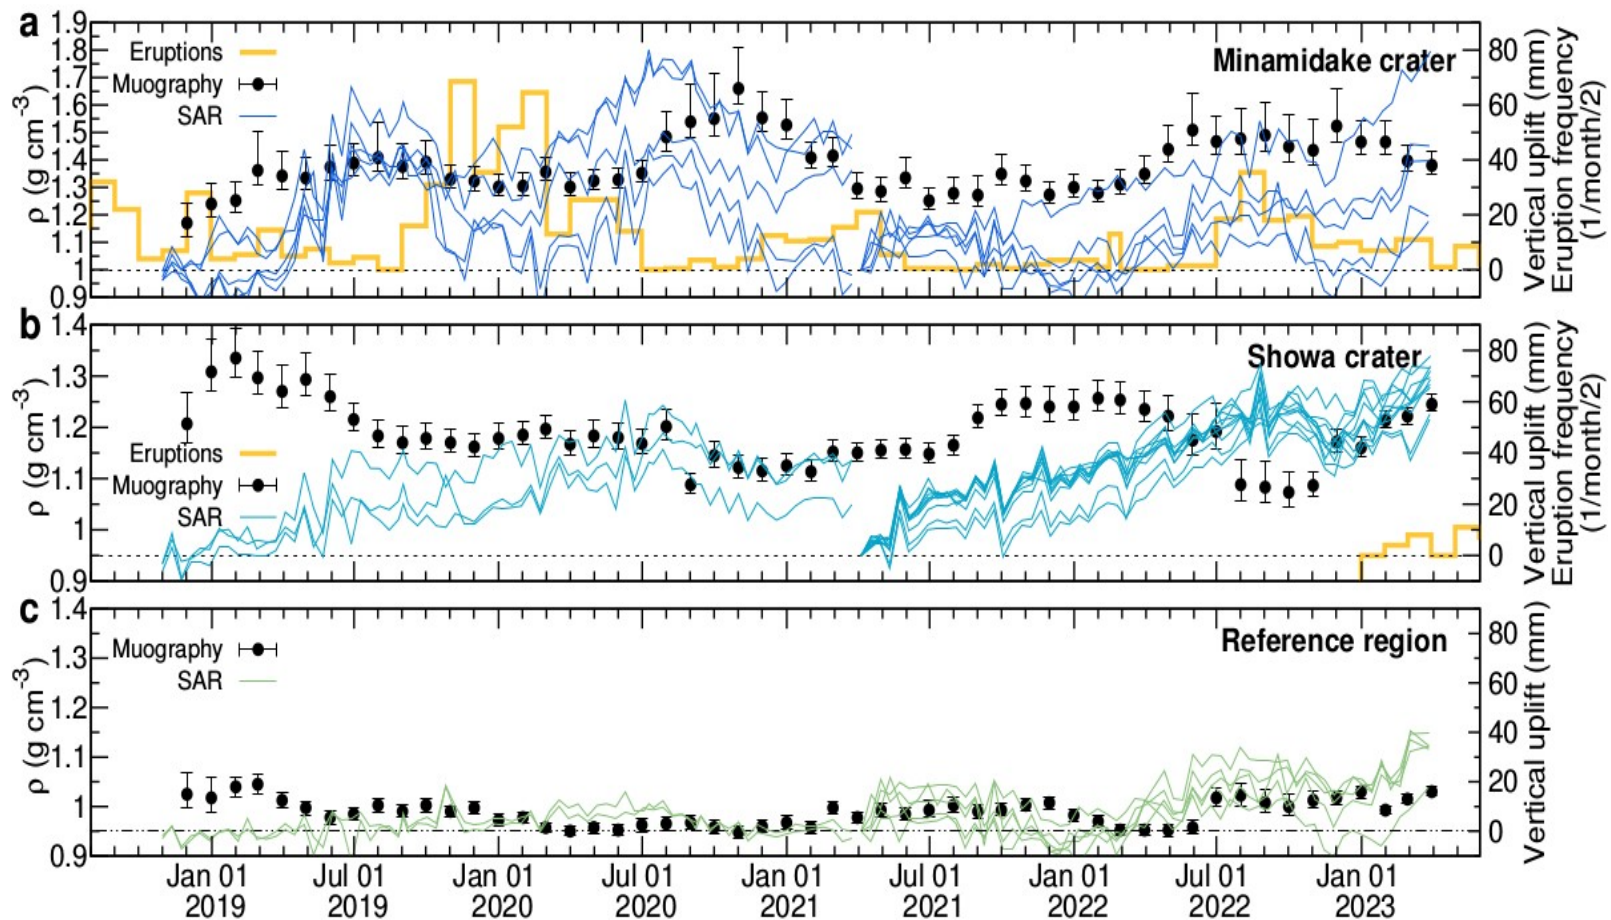 a
1.9
1.8
1.7
1.6
1.5
1.4
1.3
1.2
1.1
1
0.9
ρ (g cm-3)
Eruptions
Muography
SAR
Minamidake crater
80
60
40
20
0
Vertical uplift (mm)
Eruption frequency
(1/month/2)
b
1.4
1.3
1.2
1.1
1
0.9
ρ (g cm-3)
Eruptions
Muography
SAR
Showa crater
80
60
40
20
0
Vertical uplift (mm)
Eruption frequency
(1/month/2)
c
1.4
1.3
1.2
1.1
1
0.9
ρ (g cm-3)
Muography
SAR
Reference region
80
60
40
20
0
Vertical uplift (mm)
Jan 01 Jul 01 Jan 01 Jul 01 Jan 01 Jul 01 Jan 01 Jul 01 Jan 01
2019 2019 2020 2020 2021 2021 2022 2022 2023